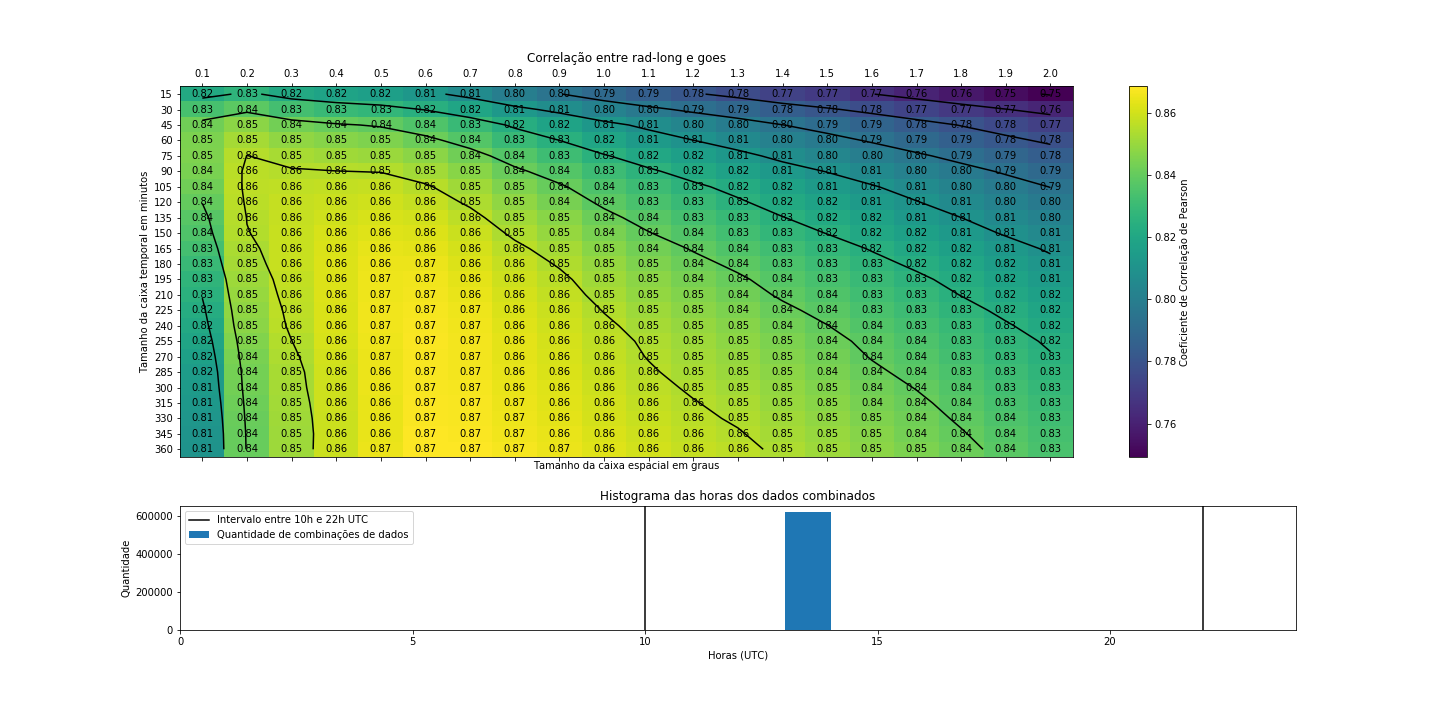 Correlação entre rad-long e goes
0.1 0.2 0.3 0.4 0.5 0.6 0.7 0.8 0.9 1.0 1.1 1.2 1.3 1.4 1.5 1.6 1.7 1.8 1.9 2.0
15 0.82 0.83 0.82 0.82 0.82 0.81 0.81 0.80 0.80 0.79 0.79 0.78 0.78 0.77 0.77 0.77 0.76 0.76 0.75 0.75
30 0.83 0.84 0.83 0.83 0.83 0.82 0.82 0.81 0.81 0.80 0.80 0.79 0.79 0.78 0.78 0.78 0.77 0.77 0.77 0.76
45 0.84 0.85 0.84 0.84 0.84 0.84 0.83 0.82 0.82 0.81 0.81 0.80 0.80 0.80 0.79 0.79 0.78 0.78 0.78 0.77
60 0.85 0.85 0.85 0.85 0.85 0.84 0.84 0.83 0.83 0.82 0.81 0.81 0.81 0.80 0.80 0.79 0.79 0.79 0.78 0.78
75 0.85 0.86 0.85 0.85 0.85 0.85 0.84 0.84 0.83 0.83 0.82 0.82 0.81 0.81 0.80 0.80 0.80 0.79 0.79 0.78
90 0.84 0.86 0.86 0.86 0.85 0.85 0.85 0.84 0.84 0.83 0.83 0.82 0.82 0.81 0.81 0.81 0.80 0.80 0.79 0.79
105 0.84 0.86 0.86 0.86 0.86 0.86 0.85 0.85 0.84 0.84 0.83 0.83 0.82 0.82 0.82 0.81 0.81 0.80 0.80 0.79
120 0.84 0.86 0.86 0.86 0.86 0.86 0.85 0.85 0.85 0.84 0.84 0.83 0.83 0.82 0.82 0.81 0.81 0.81 0.80 0.80
135 0.84 0.86 0.86 0.86 0.86 0.86 0.86 0.85 0.85 0.84 0.84 0.83 0.83 0.83 0.82 0.82 0.81 0.81 0.81 0.80
150 0.84 0.85 0.86 0.86 0.86 0.86 0.86 0.86 0.85 0.85 0.84 0.84 0.83 0.83 0.82 0.82 0.82 0.81 0.81 0.81
165 0.83 0.85 0.86 0.86 0.86 0.86 0.86 0.86 0.85 0.85 0.84 0.84 0.84 0.83 0.83 0.82 0.82 0.82 0.81 0.81
180 0.83 0.85 0.86 0.86 0.86 0.87 0.86 0.86 0.86 0.85 0.85 0.84 0.84 0.83 0.83 0.83 0.82 0.82 0.82 0.81
195 0.83 0.85 0.86 0.86 0.87 0.87 0.86 0.86 0.86 0.85 0.85 0.84 0.84 0.84 0.83 0.83 0.83 0.82 0.82 0.81
210 0.83 0.85 0.86 0.86 0.87 0.87 0.86 0.86 0.86 0.85 0.85 0.85 0.84 0.84 0.84 0.83 0.83 0.82 0.82 0.82
225 0.82 0.85 0.86 0.86 0.87 0.87 0.87 0.86 0.86 0.86 0.85 0.85 0.84 0.84 0.84 0.83 0.83 0.83 0.82 0.82
240 0.82 0.85 0.86 0.86 0.87 0.87 0.87 0.86 0.86 0.86 0.85 0.85 0.85 0.84 0.84 0.84 0.83 0.83 0.83 0.82
255 0.82 0.85 0.85 0.86 0.87 0.87 0.87 0.86 0.86 0.86 0.85 0.85 0.85 0.84 0.84 0.84 0.83 0.83 0.83 0.82
270 0.82 0.84 0.85 0.86 0.87 0.87 0.87 0.86 0.86 0.86 0.85 0.85 0.85 0.85 0.84 0.84 0.84 0.83 0.83 0.83
285 0.82 0.84 0.85 0.86 0.86 0.87 0.87 0.86 0.86 0.86 0.86 0.85 0.85 0.85 0.84 0.84 0.84 0.83 0.83 0.83
300 0.81 0.84 0.85 0.86 0.86 0.87 0.87 0.86 0.86 0.86 0.86 0.85 0.85 0.85 0.85 0.84 0.84 0.84 0.83 0.83
315 0.81 0.84 0.85 0.86 0.86 0.87 0.87 0.87 0.86 0.86 0.86 0.86 0.85 0.85 0.85 0.84 0.84 0.84 0.83 0.83
330 0.81 0.84 0.85 0.86 0.86 0.87 0.87 0.87 0.86 0.86 0.86 0.86 0.85 0.85 0.85 0.85 0.84 0.84 0.84 0.83
345 0.81 0.84 0.85 0.86 0.86 0.87 0.87 0.87 0.86 0.86 0.86 0.86 0.86 0.85 0.85 0.85 0.84 0.84 0.84 0.83
360 0.81 0.84 0.85 0.86 0.87 0.87 0.87 0.87 0.87 0.86 0.86 0.86 0.86 0.85 0.85 0.85 0.85 0.84 0.84 0.83
Tamanho da caixa temporal em minutos
Tamanho da caixa espacial em graus
0.86
0.84
0.82
0.80
0.78
0.76
Coeficiente de Correlação de Pearson
Histograma das horas dos dados combinados
Intervalo entre 10h e 22h UTC
Quantidade de combinações de dados
600000
400000
200000
0
Quantidade
0 5 10 15 20
Horas (UTC)